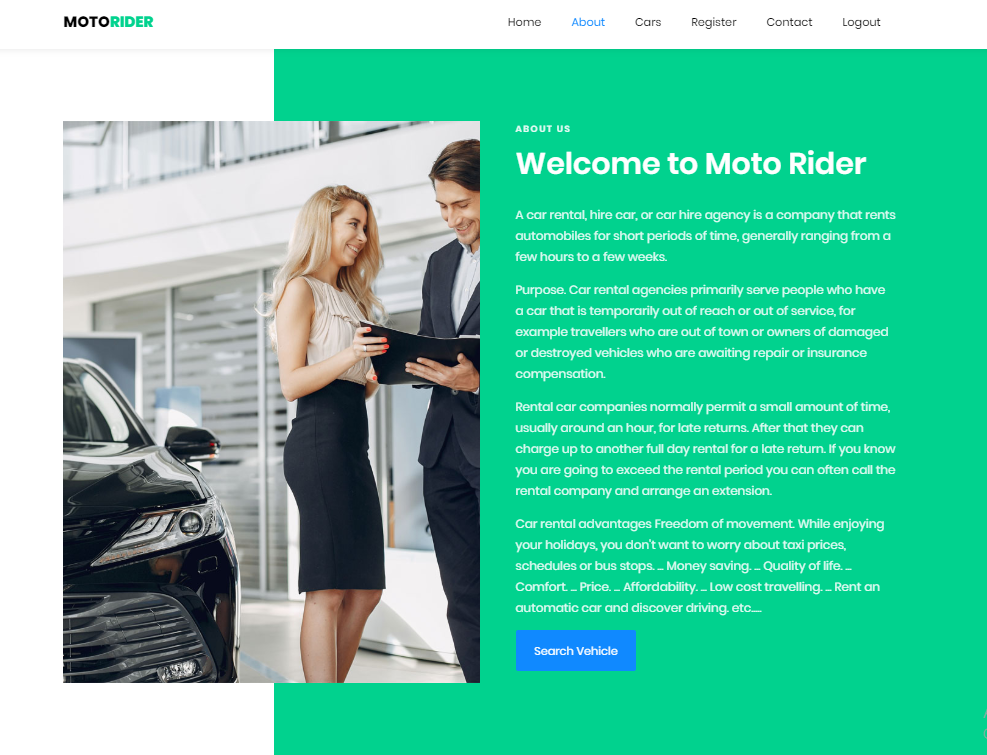 MOTORIDER
Home About Cars Register Contact Logout
ABOUT US
Welcome to Moto Rider
A car rental, hire car, or car hire agency is a company that rents
automobiles for short periods of time, generally ranging from a
few hours to a few weeks.
Purpose. Car rental agencies primarily serve people who have
a car that is temporarily out of reach or out of service, for
example travellers who are out of town or owners of damaged
or destroyed vehicles who are awaiting repair or insurance
compensation.
Rental car companies normally permit a small amount of time,
usually around an hour, for late returns. After that they can
charge up to another full day rental for a late return. If you know
you are going to exceed the rental period you can often call the
rental company and arrange an extension.
Car rental advantages Freedom of movement. While enjoying
your holidays, you don't want to worry about taxi prices,
schedules or bus stops. ... Money saving. ... Quality of life. ...
Comfort. ... Price. ... Affordability. ... Low cost travelling. ... Rent an
automatic car and discover driving. etc.....
Search Vehicle